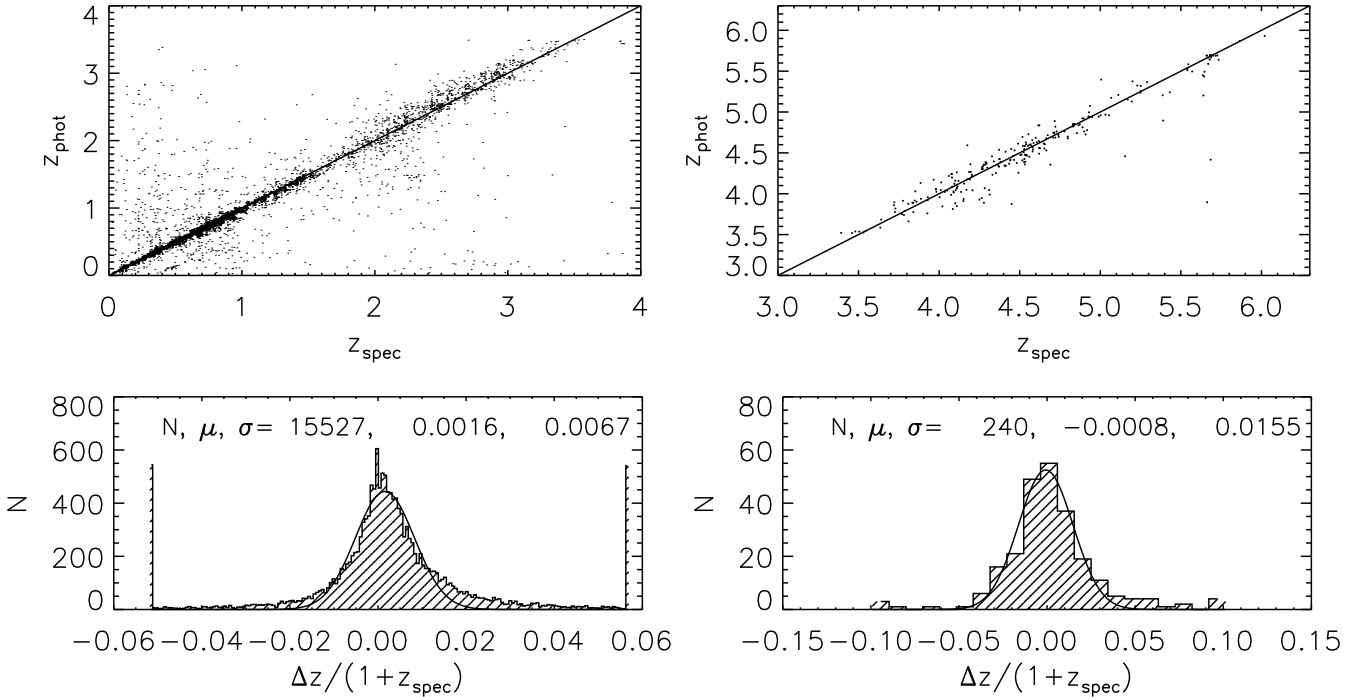 4
3
2
1
0
z_phot
0 1 2 3 4
z_spec
6.0
5.5
5.0
4.5
4.0
3.5
3.0
z_phot
3.0 3.5 4.0 4.5 5.0 5.5 6.0
z_spec
800
600
400
200
0
N
N, μ, σ= 15527, 0.0016, 0.0067
−0.06 −0.04 −0.02 0.00 0.02 0.04 0.06
Δz/(1+z_spec)
80
60
40
20
0
N
N, μ, σ= 240, −0.0008, 0.0155
−0.15 −0.10 −0.05 0.00 0.05 0.10 0.15
Δz/(1+z_spec)